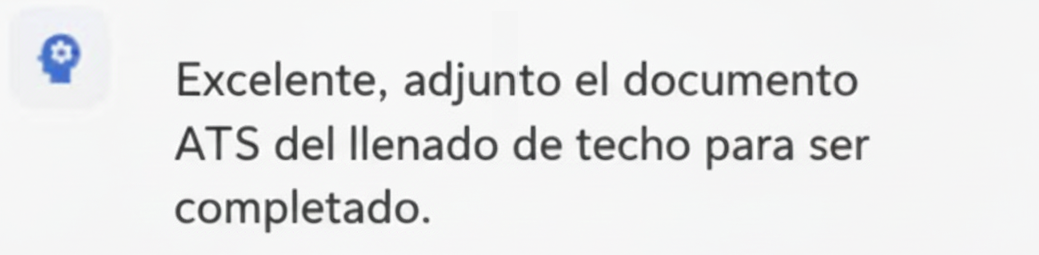 Excelente, adjunto el documento
ATS del llenado de techo para ser
completado.